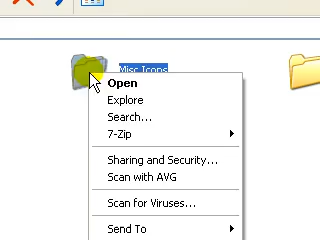 Misc Icons
Open
Explore
Search...
7-Zip
Sharing and Security...
Scan with AVG
Scan for Viruses...
Send To